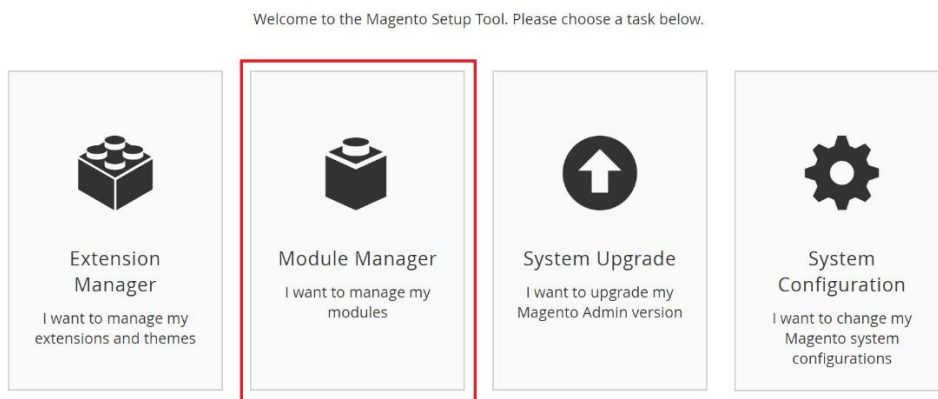 Welcome to the Magento Setup Tool. Please choose a task below.
Extension
Manager
I want to manage my
extensions and themes
Module Manager
I want to manage my
modules
System Upgrade
I want to upgrade my
Magento Admin version
System
Configuration
I want to change my
Magento system
configurations